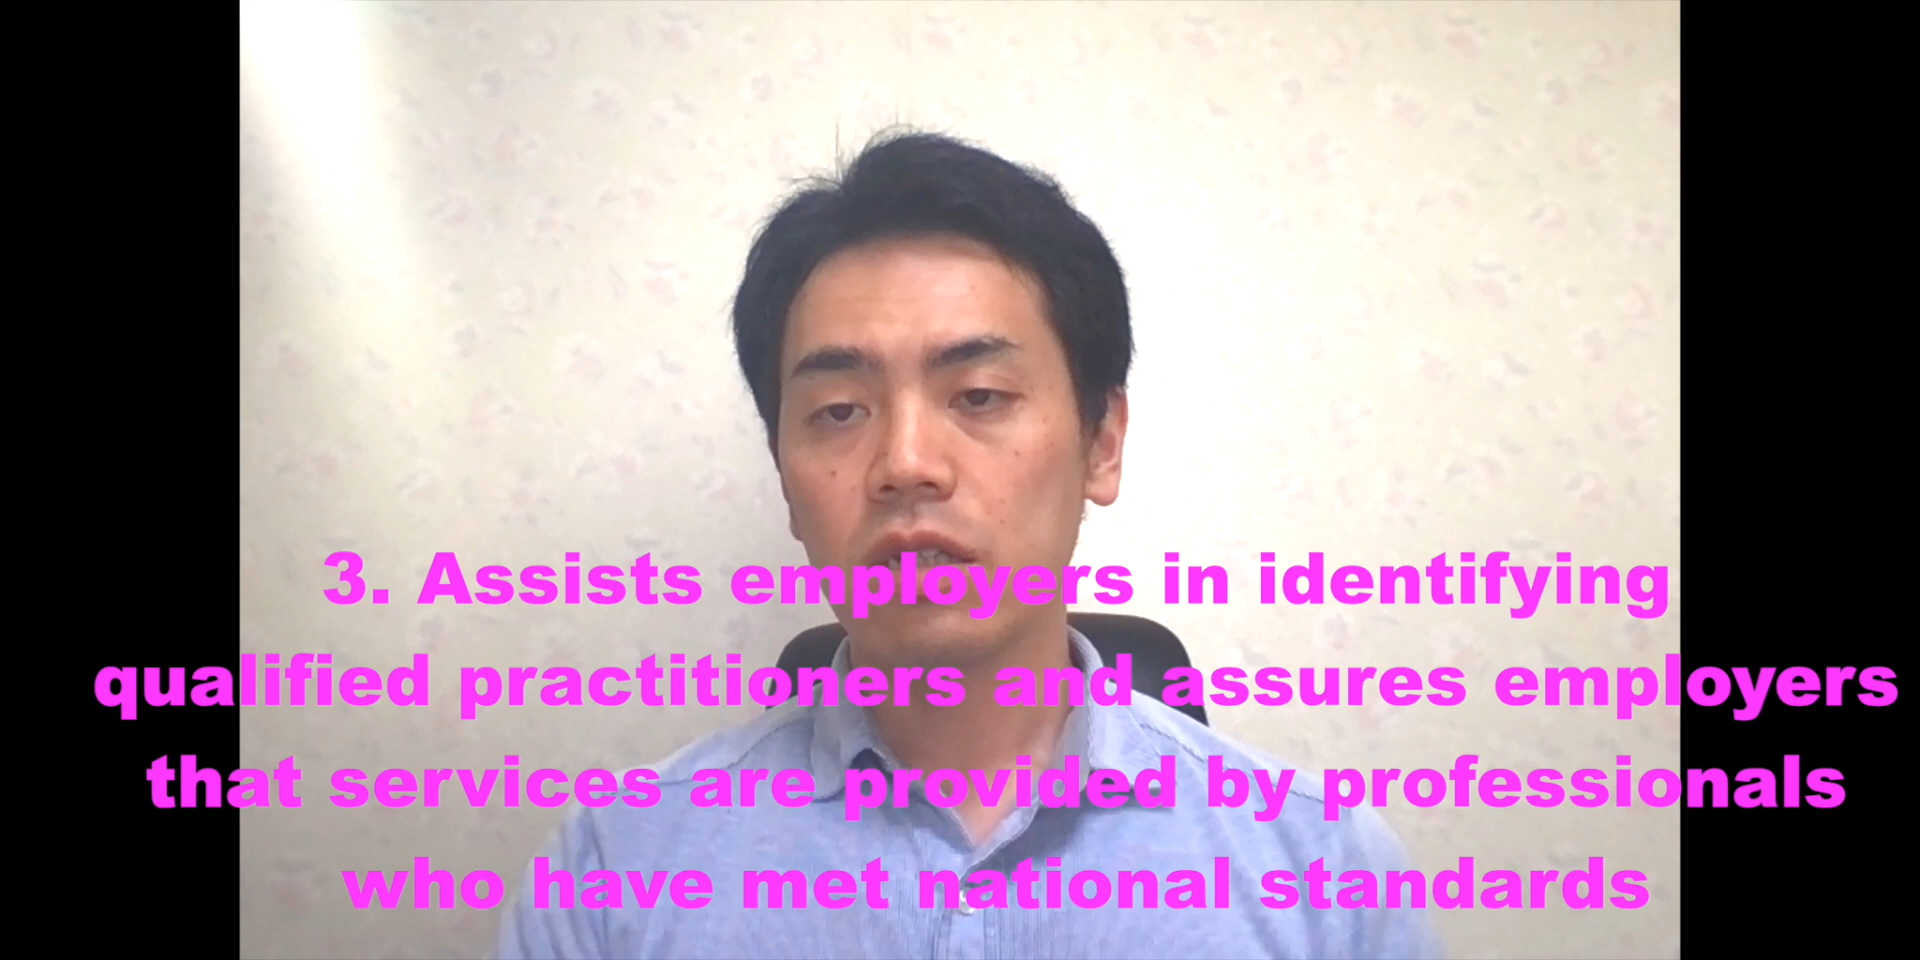 3. Assists employers in identifying
qualified practitioners and assures employers
that services are provided by professionals
who have met national standards